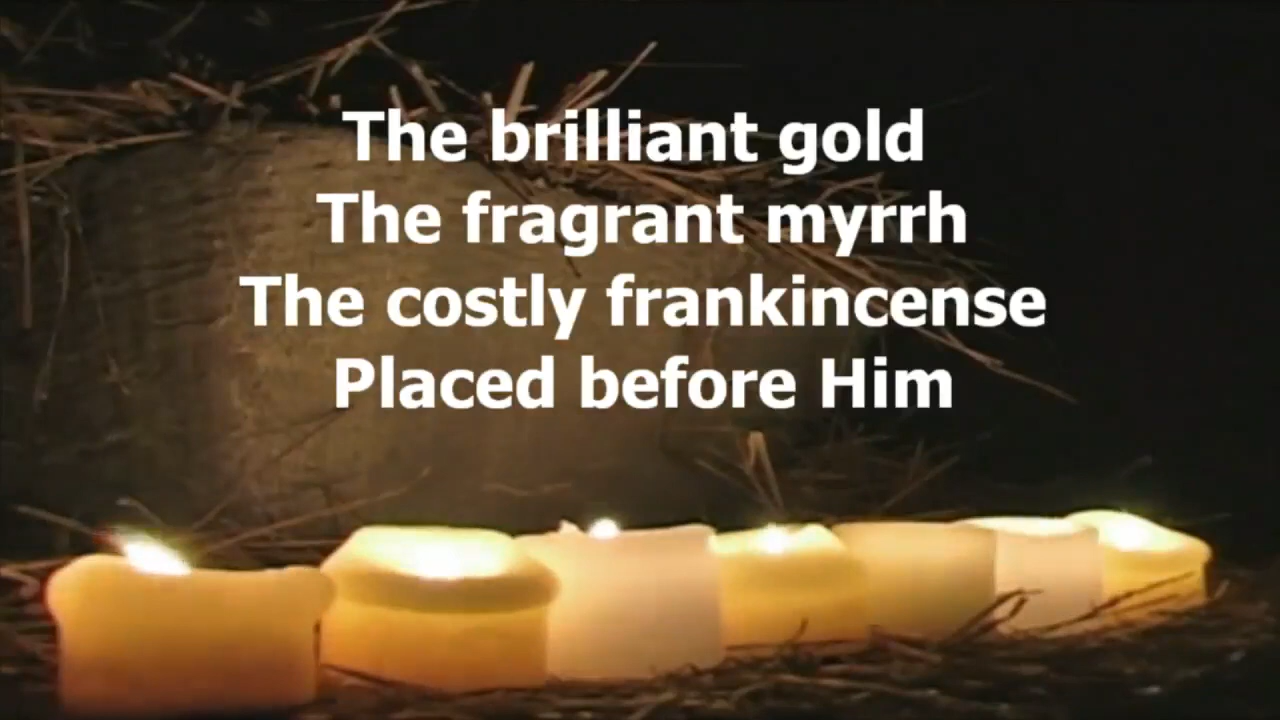 The brilliant gold
The fragrant myrrh
The costly frankincense
Placed before Him